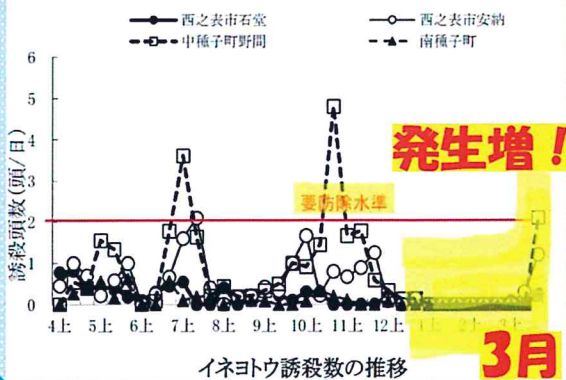 西之表市石堂 西之表市安納
中種子町野間 南種子町
誘殺頭数(頭/日)
6
5
4
3
2
1
0
発生増!
要防除水準
4上 5上 6上 7上 8上 9上 10上 11上 12上 1上 2上 3上
イネヨトウ誘殺数の推移
3月